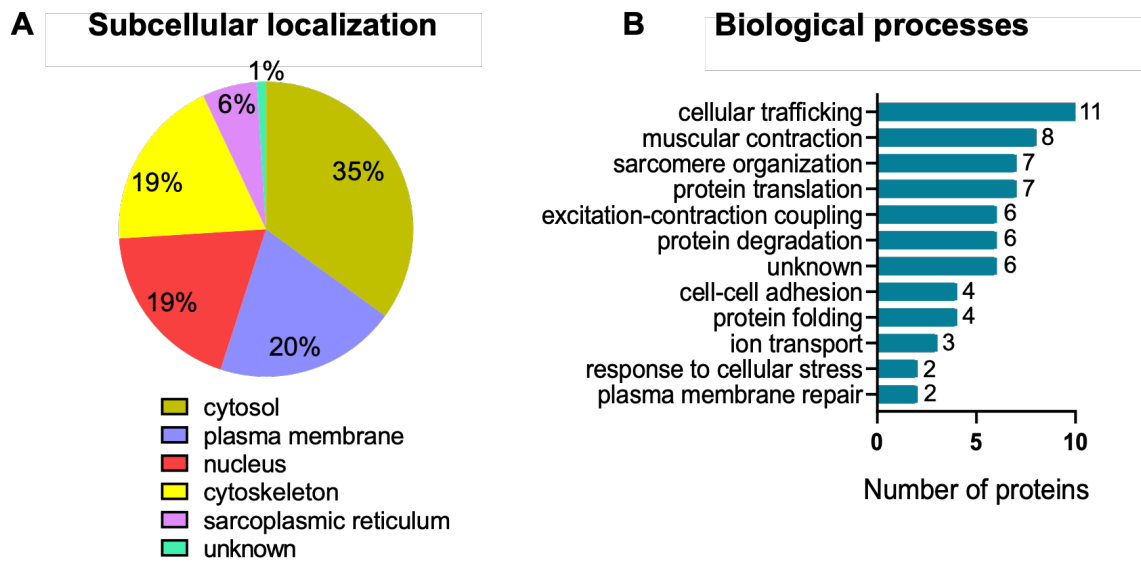 A
Subcellular localization
1%
6%
35%
19%
19%
20%
cytosol
plasma membrane
nucleus
cytoskeleton
sarcoplasmic reticulum
unknown
B
Biological processes
cellular trafficking 11
muscular contraction 8
sarcomere organization 7
protein translation 7
excitation-contraction coupling 6
protein degradation 6
unknown 6
cell-cell adhesion 4
protein folding 4
ion transport 3
response to cellular stress 2
plasma membrane repair 2
0 5 10
Number of proteins